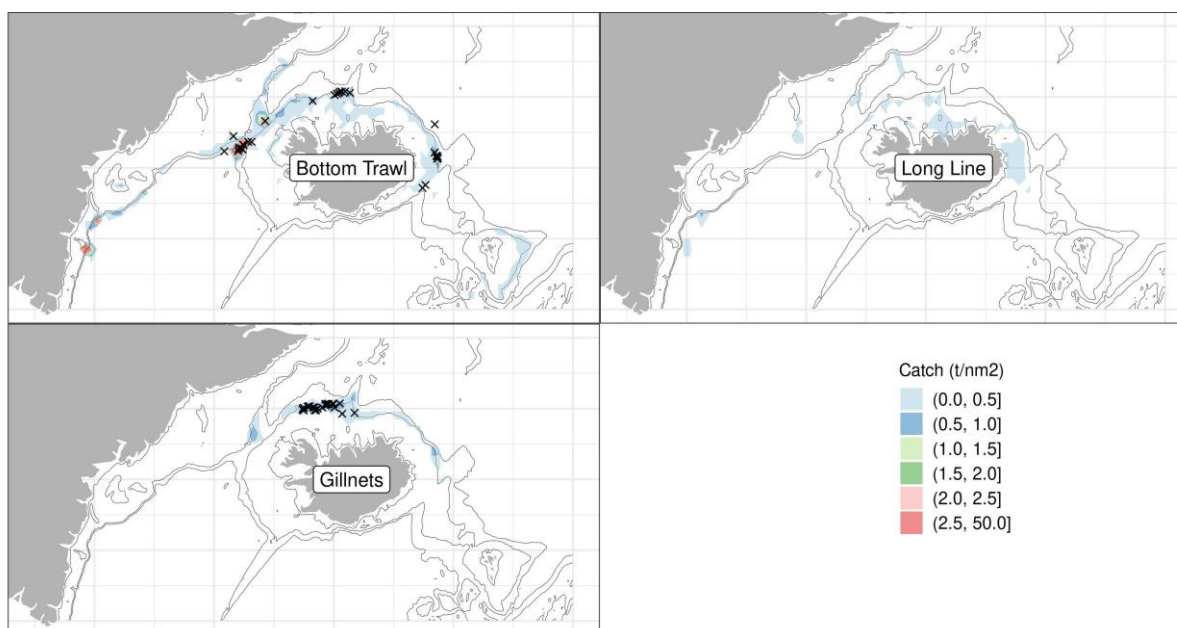 Bottom Trawl
Long Line
Gillnets
Catch (t/nm2)
(0.0, 0.5]
(0.5, 1.0]
(1.0, 1.5]
(1.5, 2.0]
(2.0, 2.5]
(2.5, 50.0]